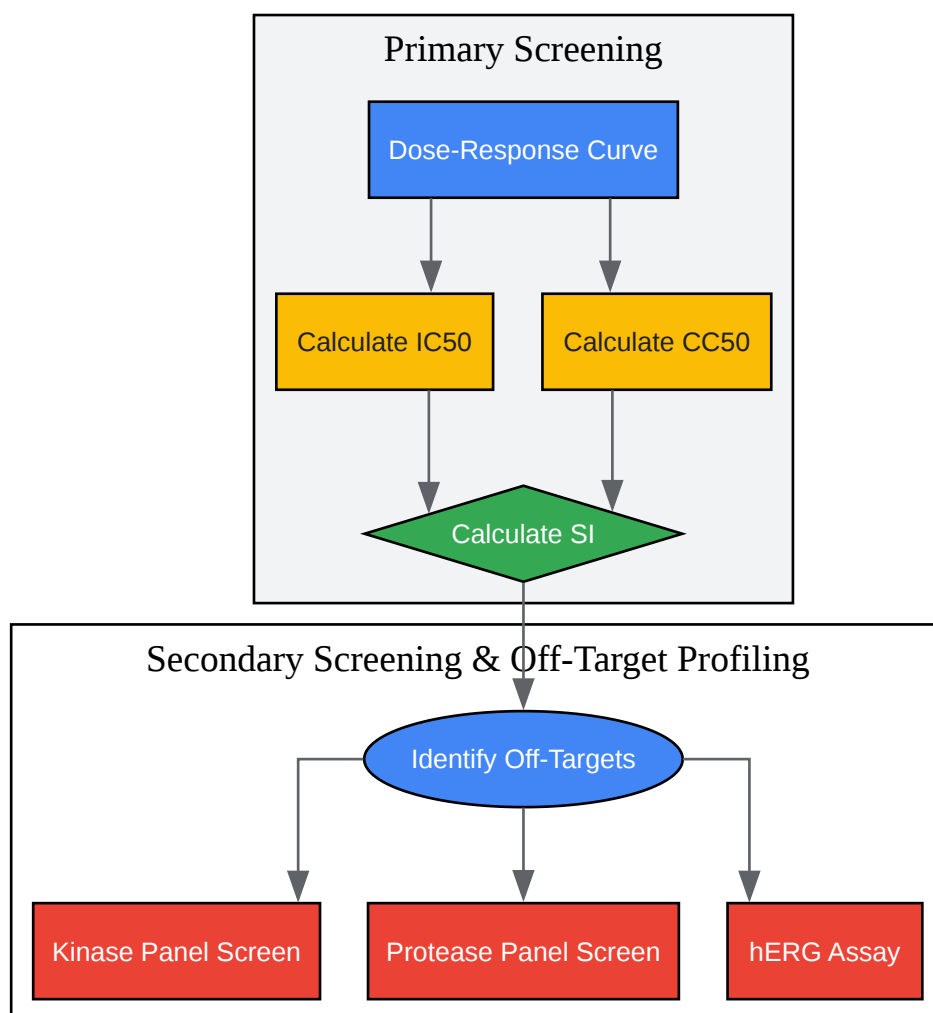 Primary Screening
Dose-Response Curve
Calculate IC50
Calculate CC50
Calculate SI
Secondary Screening & Off-Target Profiling
Identify Off-Targets
Kinase Panel Screen
Protease Panel Screen
hERG Assay